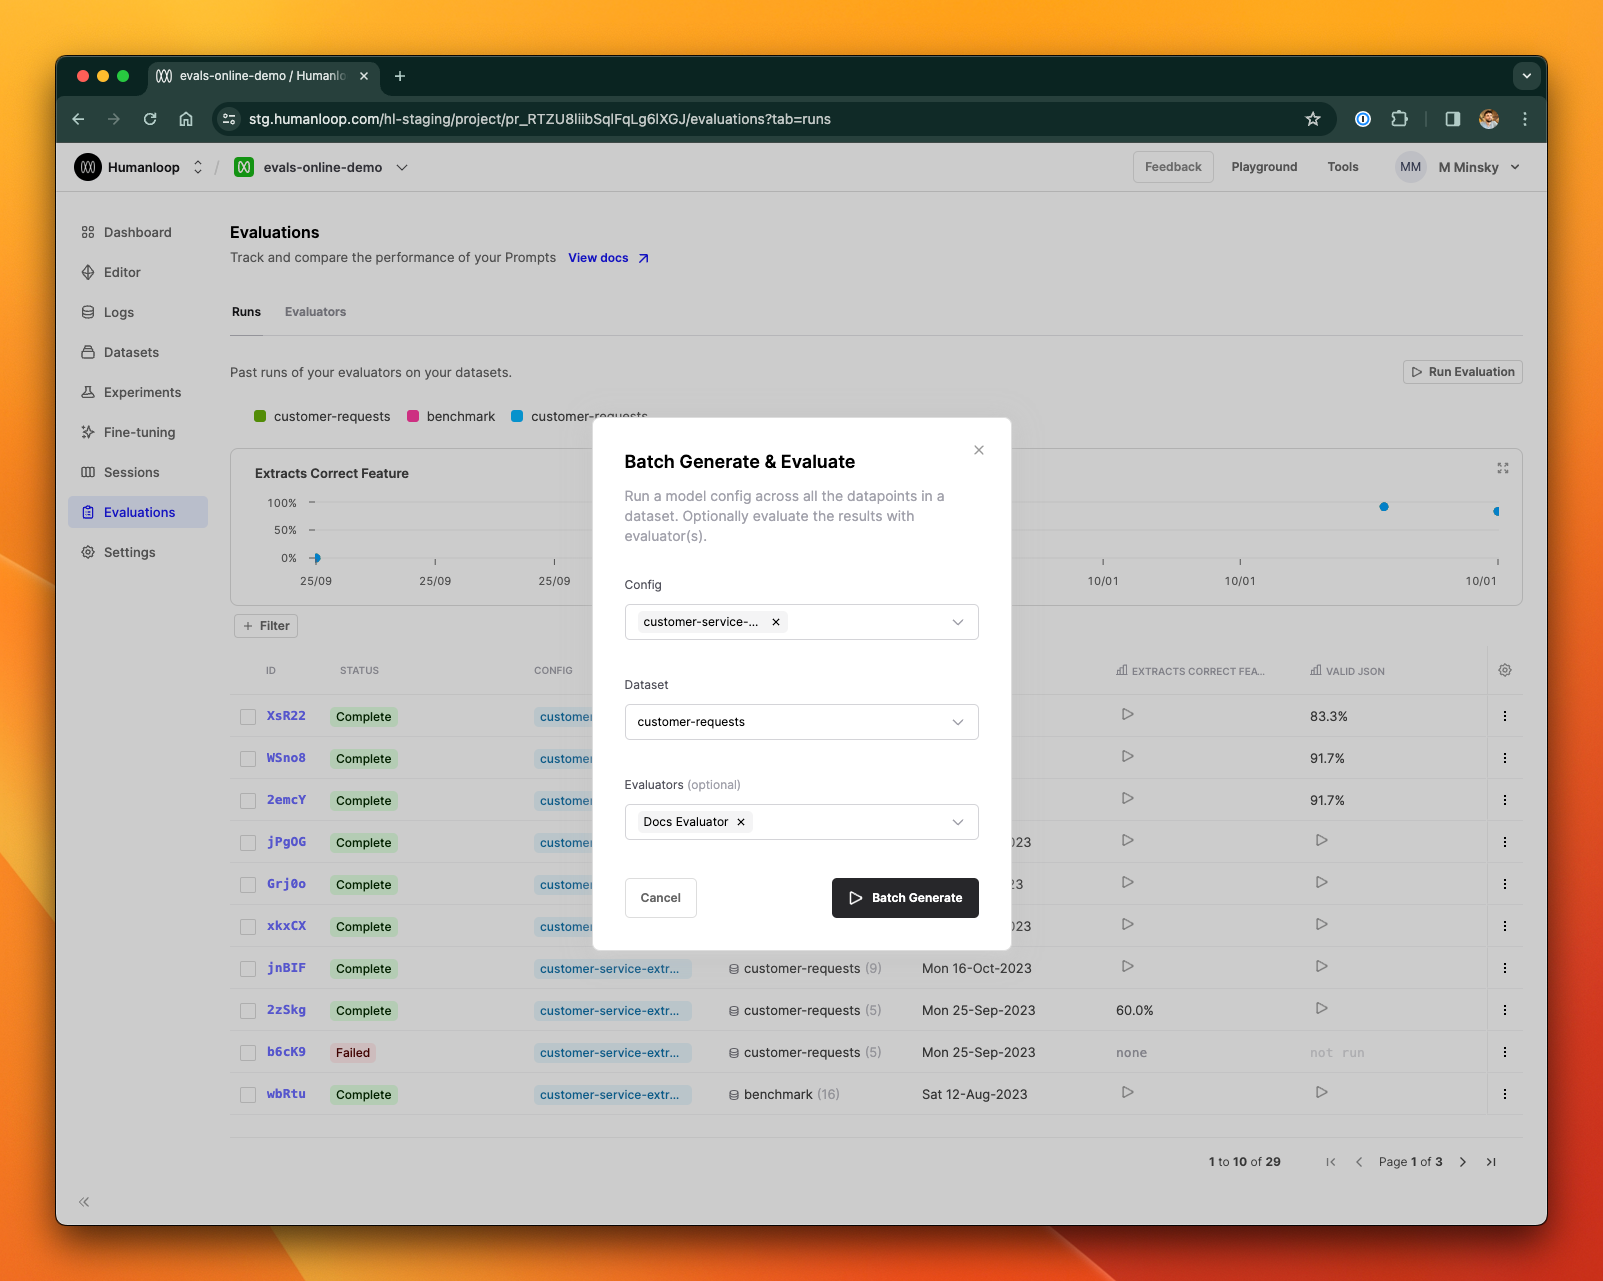 evals-online-demo / Humanlo
stg.humanloop.com/hl-staging/project/pr_RTZU8liibSqlFqLg6lXGJ/evaluations?tab=runs
Humanloop / evals-online-demo
Feedback
Playground
Tools
MM
M Minsky
Dashboard
Editor
Logs
Datasets
Experiments
Fine-tuning
Sessions
Evaluations
Settings
Evaluations
Track and compare the performance of your Prompts View docs
Runs Evaluators
Past runs of your evaluators on your datasets.
Run Evaluation
customer-requests benchmark customer-requests
Extracts Correct Feature
100%
50%
0%
25/09 25/09 25/09 10/01 10/01 10/01
+ Filter
Batch Generate & Evaluate
Run a model config across all the datapoints in a
dataset. Optionally evaluate the results with
evaluator(s).
Config
customer-service-...
Dataset
customer-requests
Evaluators (optional)
Docs Evaluator
Cancel
Batch Generate
ID STATUS CONFIG EXTRACTS CORRECT FEA... VALID JSON
XsR22 Complete custome 83.3%
WSno8 Complete custome 91.7%
2emcY Complete custome 91.7%
jPgOG Complete custome 023
Grj0o Complete custome 23
xkxCX Complete custome 023
jnBIF Complete customer-service-extr... customer-requests (9) Mon 16-Oct-2023
2zSkg Complete customer-service-extr... customer-requests (5) Mon 25-Sep-2023 60.0%
b6cK9 Failed customer-service-extr... customer-requests (5) Mon 25-Sep-2023 none not run
wbRtu Complete customer-service-extr... benchmark (16) Sat 12-Aug-2023
1 to 10 of 29 Page 1 of 3